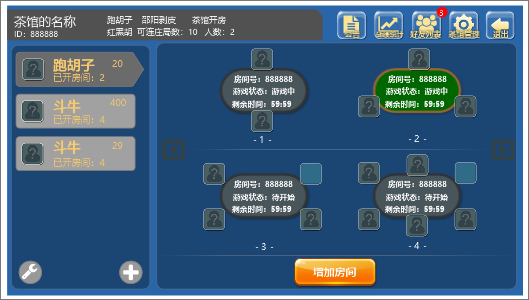 茶馆的名称
ID：888888
跑胡子 邵阳剥皮 茶馆开房
红黑胡 可连庄局数：10 人数：2
3
好友列表
退出
跑胡子 20
已开房间：2
斗牛 400
已开房间：4
斗牛 29
已开房间：4
房间号：888888
游戏状态：游戏中
剩余时间：59:59
- 1 -
房间号：888888
游戏状态：游戏中
剩余时间：59:59
- 2 -
房间号：888888
游戏状态：待开始
剩余时间：59:59
- 3 -
房间号：888888
游戏状态：待开始
剩余时间：59:59
- 4 -
增加房间